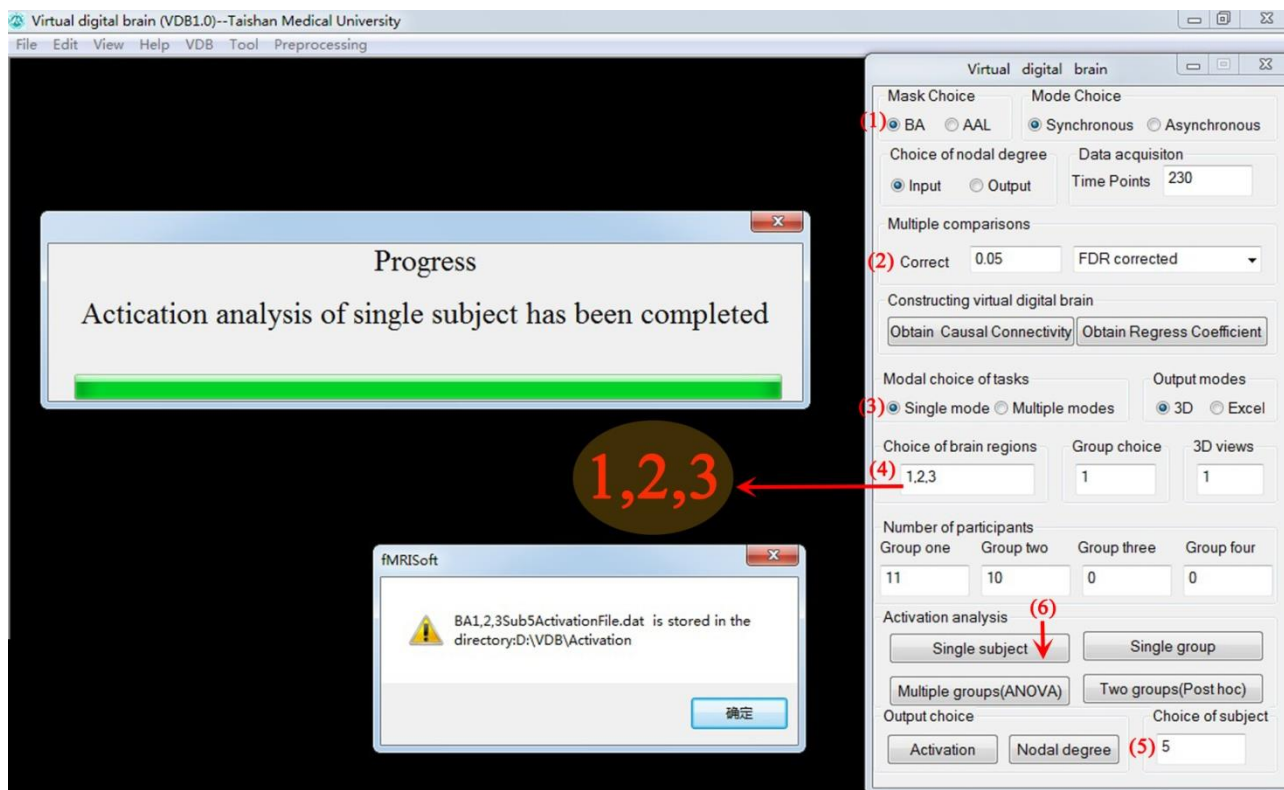 Virtual digital brain (VDB1.0)--Taishan Medical University
File Edit View Help VDB Tool Preprocessing
Progress
Actication analysis of single subject has been completed
1,2,3
fMRISoft
BA1,2,3Sub5ActivationFile.dat is stored in the
directory:D:\VDB\Activation
确定
Virtual digital brain
Mask Choice Mode Choice
(1) BA AAL Synchronous Asynchronous
Choice of nodal degree Data acquisiton
Input Output Time Points 230
Multiple comparisons
(2) Correct 0.05 FDR corrected
Constructing virtual digital brain
Obtain Causal Connectivity Obtain Regress Coefficient
Modal choice of tasks Output modes
(3) Single mode Multiple modes 3D Excel
Choice of brain regions Group choice 3D views
(4) 1,2,3 1 1
Number of participants
Group one Group two Group three Group four
11 10 0 0
Activation analysis (6)
Single subject Single group
Multiple groups(ANOVA) Two groups(Post hoc)
Output choice Choice of subject
Activation Nodal degree (5) 5